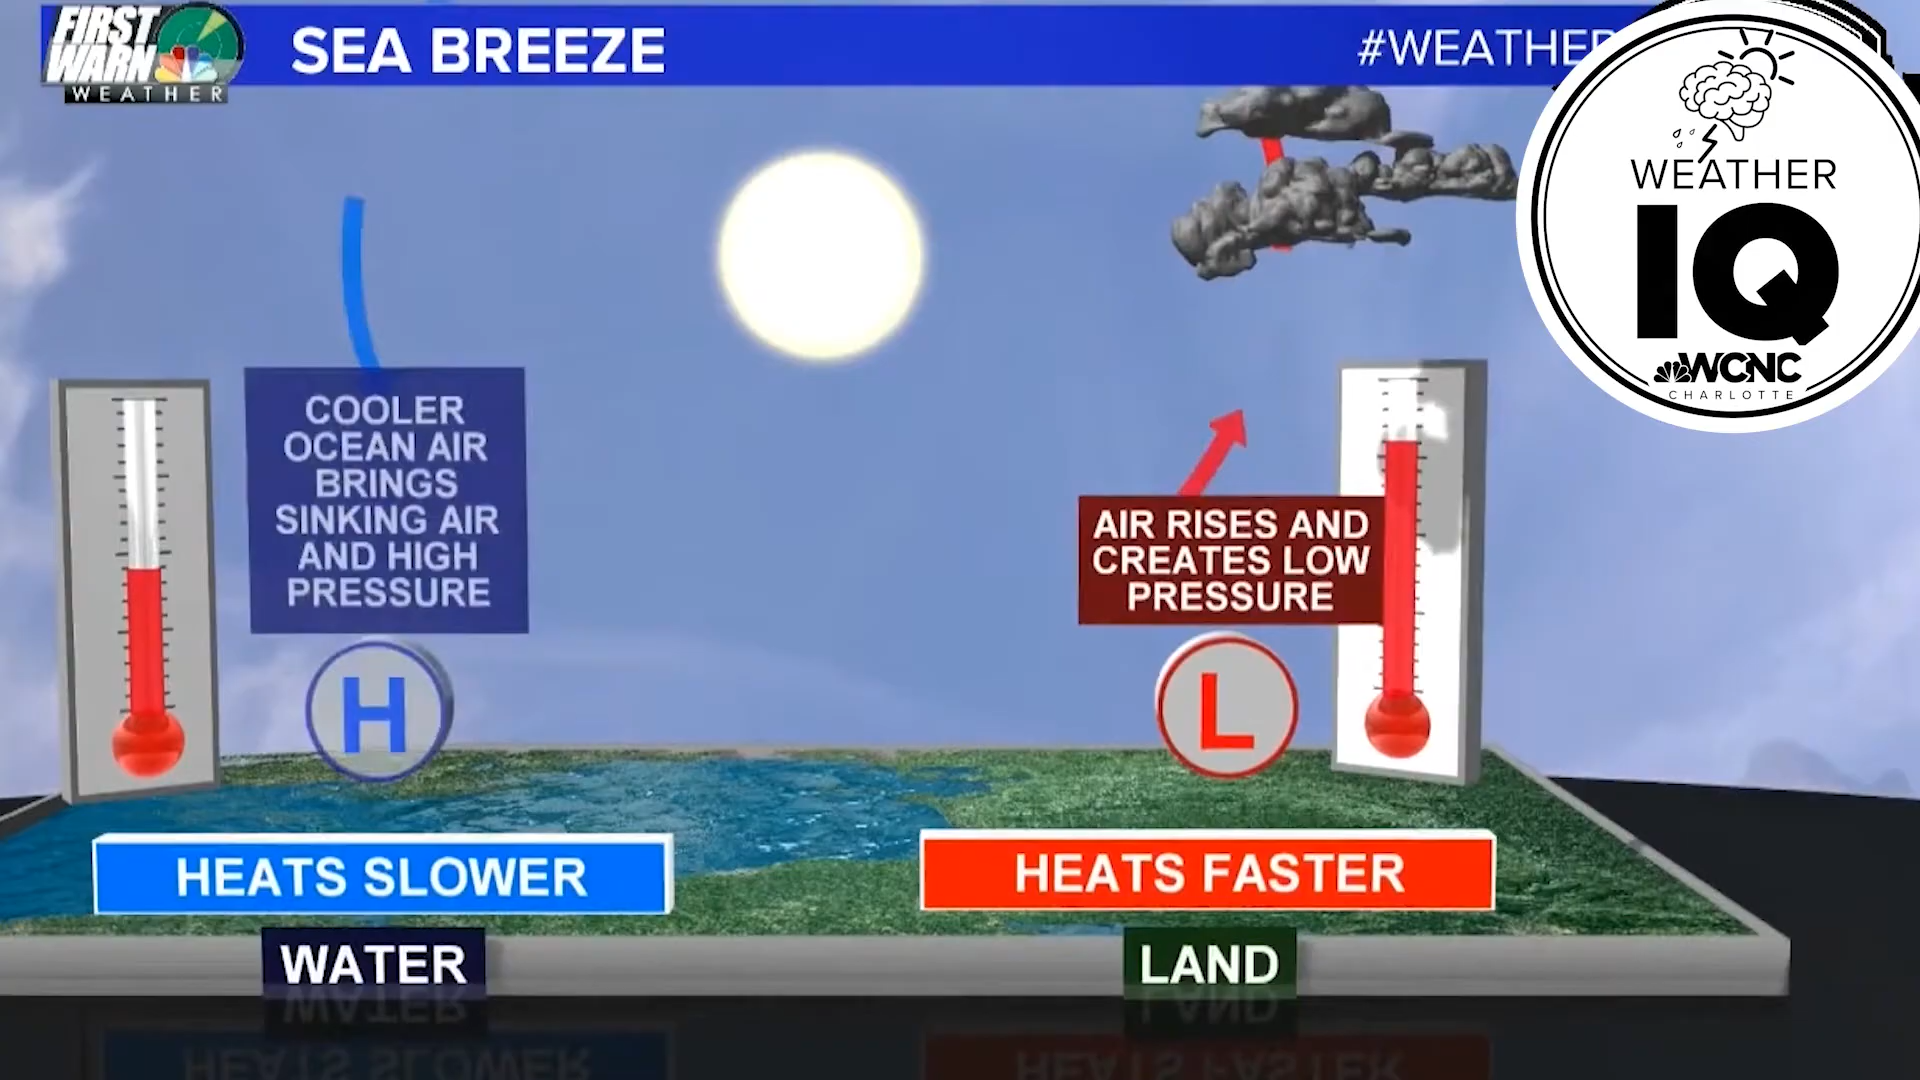 FIRST
WARN
WEATHER
SEA BREEZE
#WEATHER
WEATHER
IQ
WCNC
CHARLOTTE
COOLER
OCEAN AIR
BRINGS
SINKING AIR
AND HIGH
PRESSURE
AIR RISES AND
CREATES LOW
PRESSURE
H
L
HEATS SLOWER
HEATS FASTER
WATER
LAND